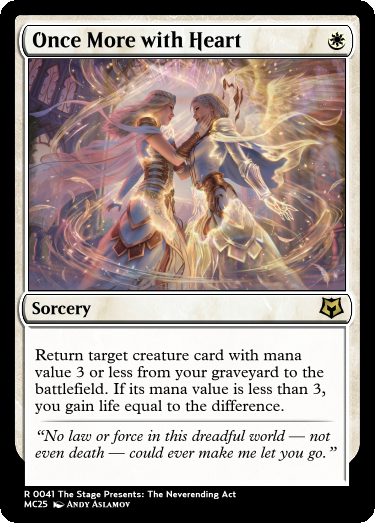 Once More with Heart
Sorcery
Return target creature card with mana
value 3 or less from your graveyard to the
battlefield. If its mana value is less than 3,
you gain life equal to the difference.
“No law or force in this dreadful world — not
even death — could ever make me let you go.”
R 0041 The Stage Presents: The Neverending Act
MC25 Andy Aslamov